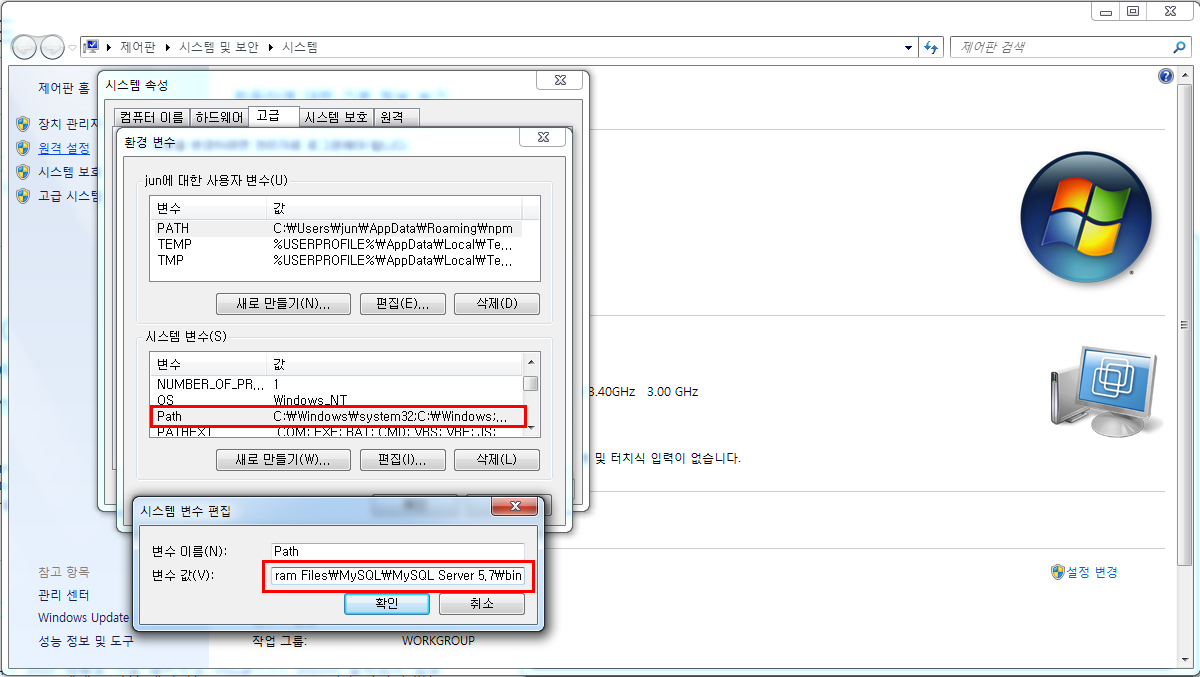 제어판 ▸ 시스템 및 보안 ▸ 시스템
제어판 검색
제어판 홈
장치 관리자
원격 설정
시스템 보호
고급 시스템
시스템 속성
컴퓨터 이름 하드웨어 고급 시스템 보호 원격
환경 변수
jun에 대한 사용자 변수(U)
변수 값
PATH C:₩Users₩jun₩AppData₩Roaming₩npm
TEMP %USERPROFILE%₩AppData₩Local₩Te...
TMP %USERPROFILE%₩AppData₩Local₩Te...
새로 만들기(N)... 편집(E)... 삭제(D)
시스템 변수(S)
변수 값
NUMBER_OF_PR... 1
OS Windows_NT
Path C:₩Windows₩system32;C:₩Windows;...
PATHEXT .COM;.EXE;.BAT;.CMD;.VBS;.VBE;.JS;
새로 만들기(W)... 편집(I)... 삭제(L)
3.40GHz 3.00 GHz
및 터치식 입력이 없습니다.
시스템 변수 편집
변수 이름(N): Path
변수 값(V): ram Files₩MySQL₩MySQL Server 5.7₩bin
확인 취소
설정 변경
참고 항목
관리 센터
Windows Update
성능 정보 및 도구
작업 그룹: WORKGROUP